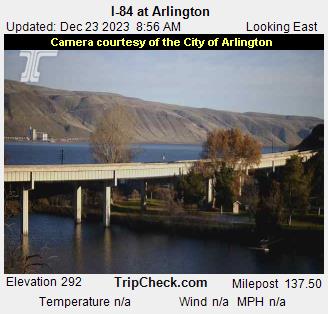 I-84 at Arlington
Updated: Dec 23 2023 8:56 AM Looking East
Camera courtesy of the City of Arlington
Elevation 292 TripCheck.com Milepost 137.50
Temperature n/a Wind n/a MPH n/a